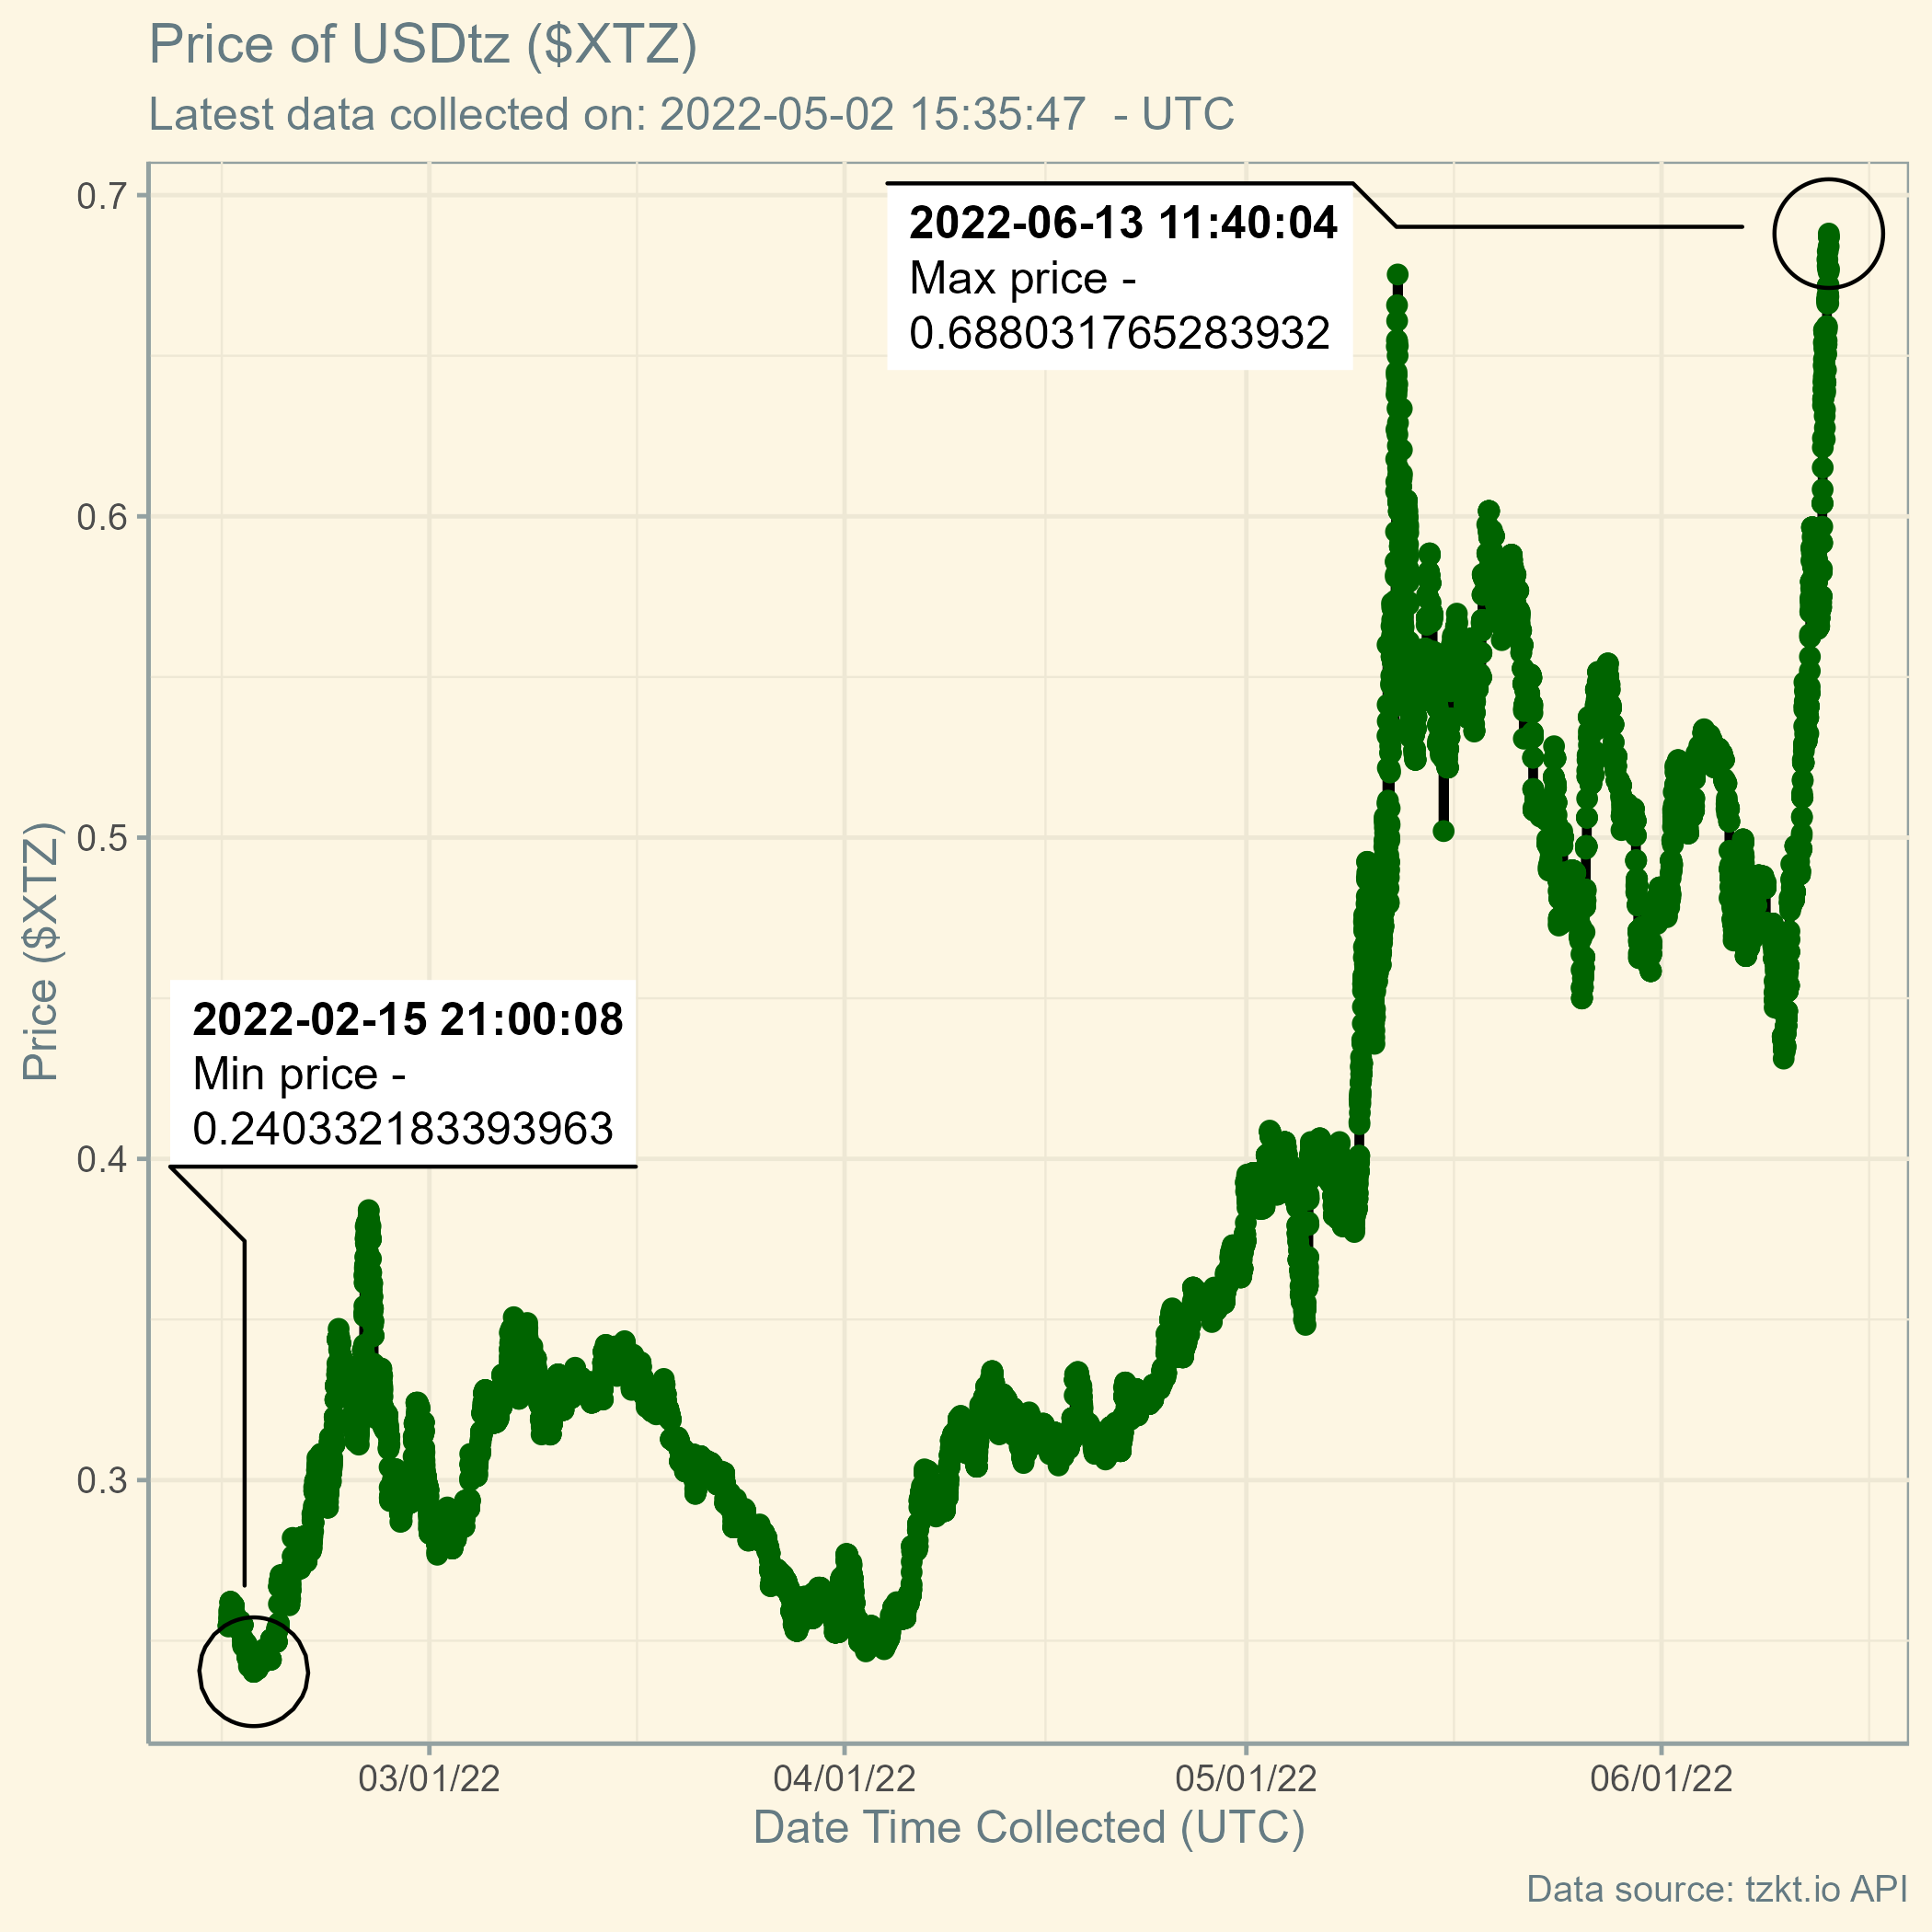 Price of USDtz ($XTZ)
Latest data collected on: 2022-05-02 15:35:47  - UTC
0.7
2022-06-13 11:40:04
Max price -
0.688031765283932
0.6
0.5
Price ($XTZ)
2022-02-15 21:00:08
Min price -
0.240332183393963
0.4
0.3
03/01/22
04/01/22
05/01/22
06/01/22
Date Time Collected (UTC)
Data source: tzkt.io API